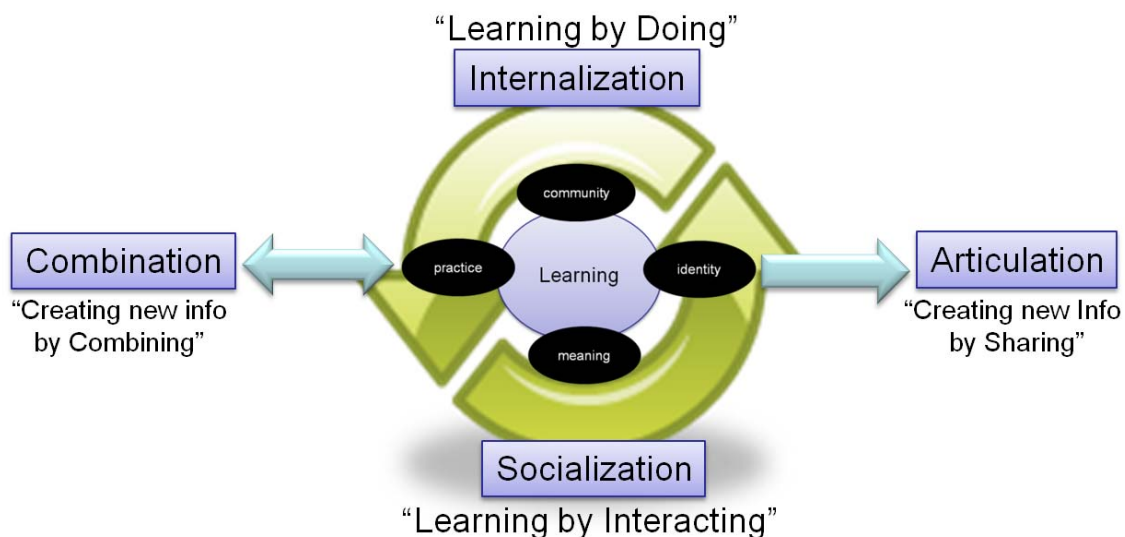 “Learning by Doing”
Internalization
community
Combination
practice
Learning
identity
Articulation
“Creating new info
by Combining”
“Creating new Info
by Sharing”
meaning
Socialization
“Learning by Interacting”